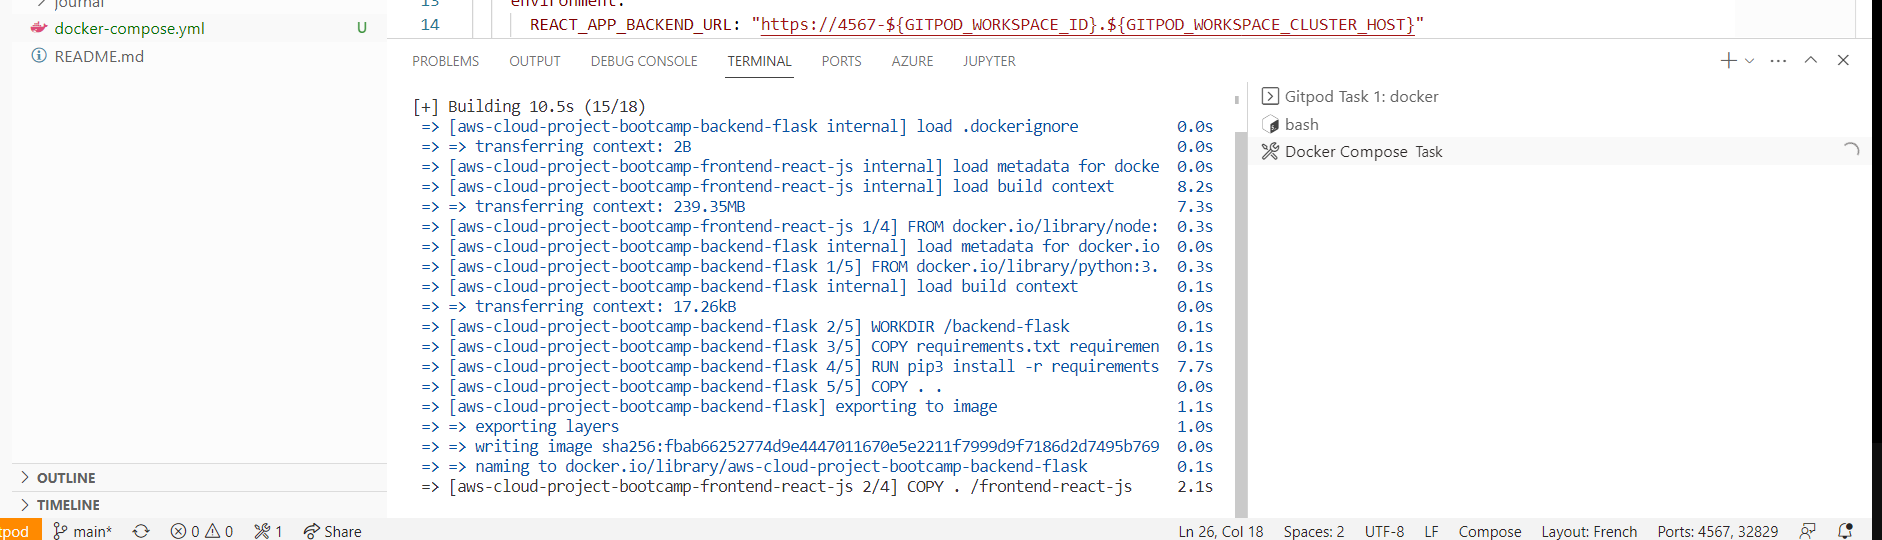 journal
docker-compose.yml U
README.md
OUTLINE
TIMELINE
13 environment:
14 REACT_APP_BACKEND_URL: "https://4567-${GITPOD_WORKSPACE_ID}.${GITPOD_WORKSPACE_CLUSTER_HOST}"
PROBLEMS OUTPUT DEBUG CONSOLE TERMINAL PORTS AZURE JUPYTER
[+] Building 10.5s (15/18)
=> [aws-cloud-project-bootcamp-backend-flask internal] load .dockerignore 0.0s
=> => transferring context: 2B 0.0s
=> [aws-cloud-project-bootcamp-frontend-react-js internal] load metadata for docke 0.0s
=> [aws-cloud-project-bootcamp-frontend-react-js internal] load build context 8.2s
=> => transferring context: 239.35MB 7.3s
=> [aws-cloud-project-bootcamp-frontend-react-js 1/4] FROM docker.io/library/node: 0.3s
=> [aws-cloud-project-bootcamp-backend-flask internal] load metadata for docker.io 0.0s
=> [aws-cloud-project-bootcamp-backend-flask 1/5] FROM docker.io/library/python:3. 0.3s
=> [aws-cloud-project-bootcamp-backend-flask internal] load build context 0.1s
=> => transferring context: 17.26kB 0.0s
=> [aws-cloud-project-bootcamp-backend-flask 2/5] WORKDIR /backend-flask 0.1s
=> [aws-cloud-project-bootcamp-backend-flask 3/5] COPY requirements.txt requiremen 0.1s
=> [aws-cloud-project-bootcamp-backend-flask 4/5] RUN pip3 install -r requirements 7.7s
=> [aws-cloud-project-bootcamp-backend-flask 5/5] COPY . . 0.0s
=> [aws-cloud-project-bootcamp-backend-flask] exporting to image 1.1s
=> => exporting layers 1.0s
=> => writing image sha256:fbab66252774d9e4447011670e5e2211f7999d9f7186d2d7495b769 0.0s
=> => naming to docker.io/library/aws-cloud-project-bootcamp-backend-flask 0.1s
=> [aws-cloud-project-bootcamp-frontend-react-js 2/4] COPY . /frontend-react-js 2.1s
Gitpod Task 1: docker
bash
Docker Compose Task
tpod main* 0 0 1 Share Ln 26, Col 18 Spaces: 2 UTF-8 LF Compose Layout: French Ports: 4567, 32829